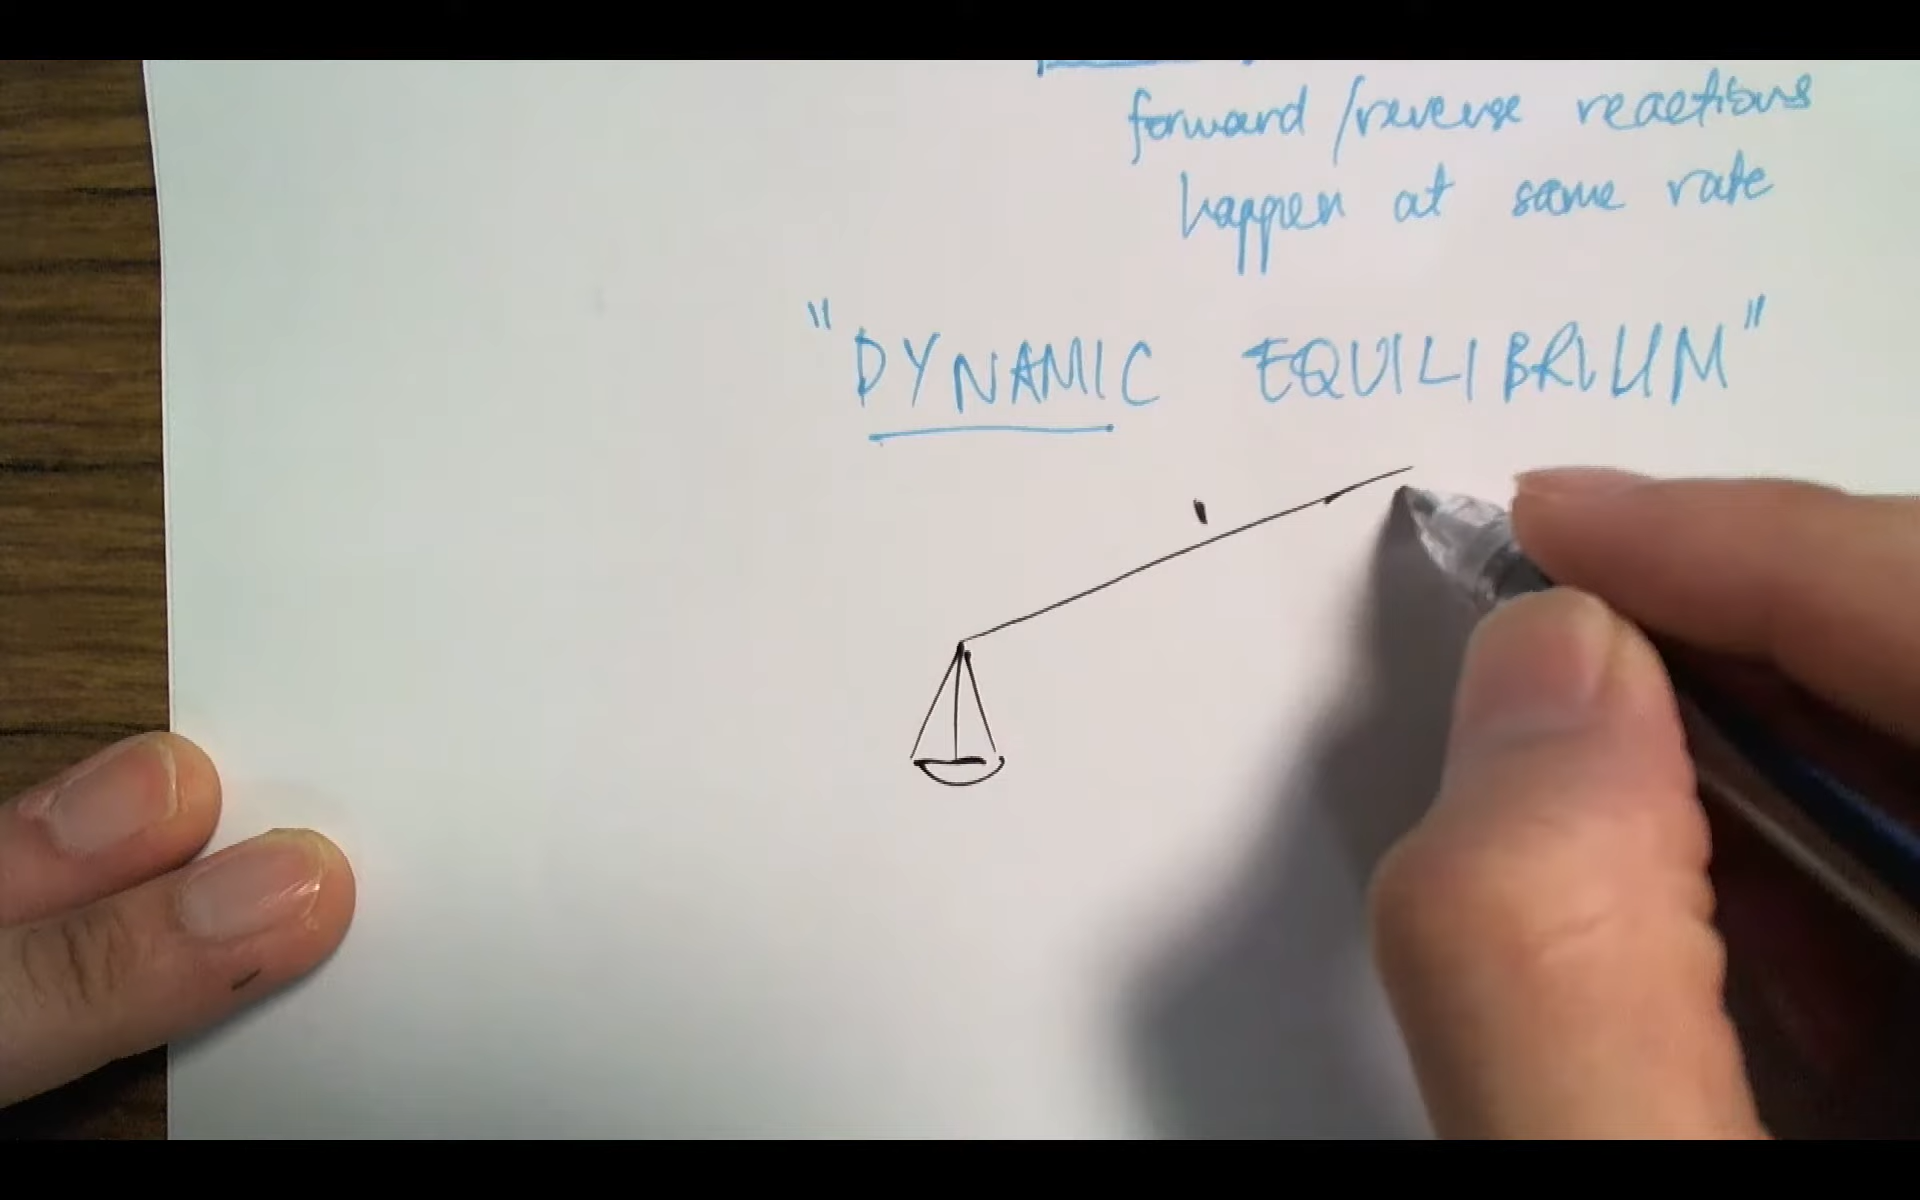 forward / reverse reactions
happen at same rate
"DYNAMIC EQUILIBRIUM"